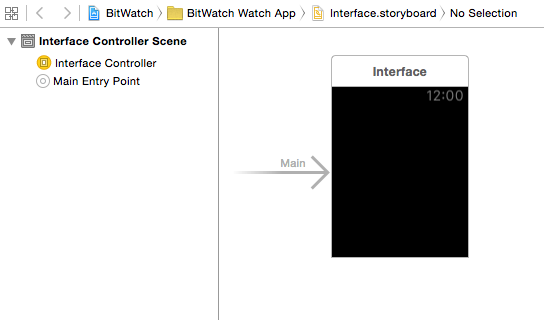 BitWatch BitWatch Watch App Interface.storyboard No Selection
Interface Controller Scene
Interface Controller
Main Entry Point
Interface
12:00
Main